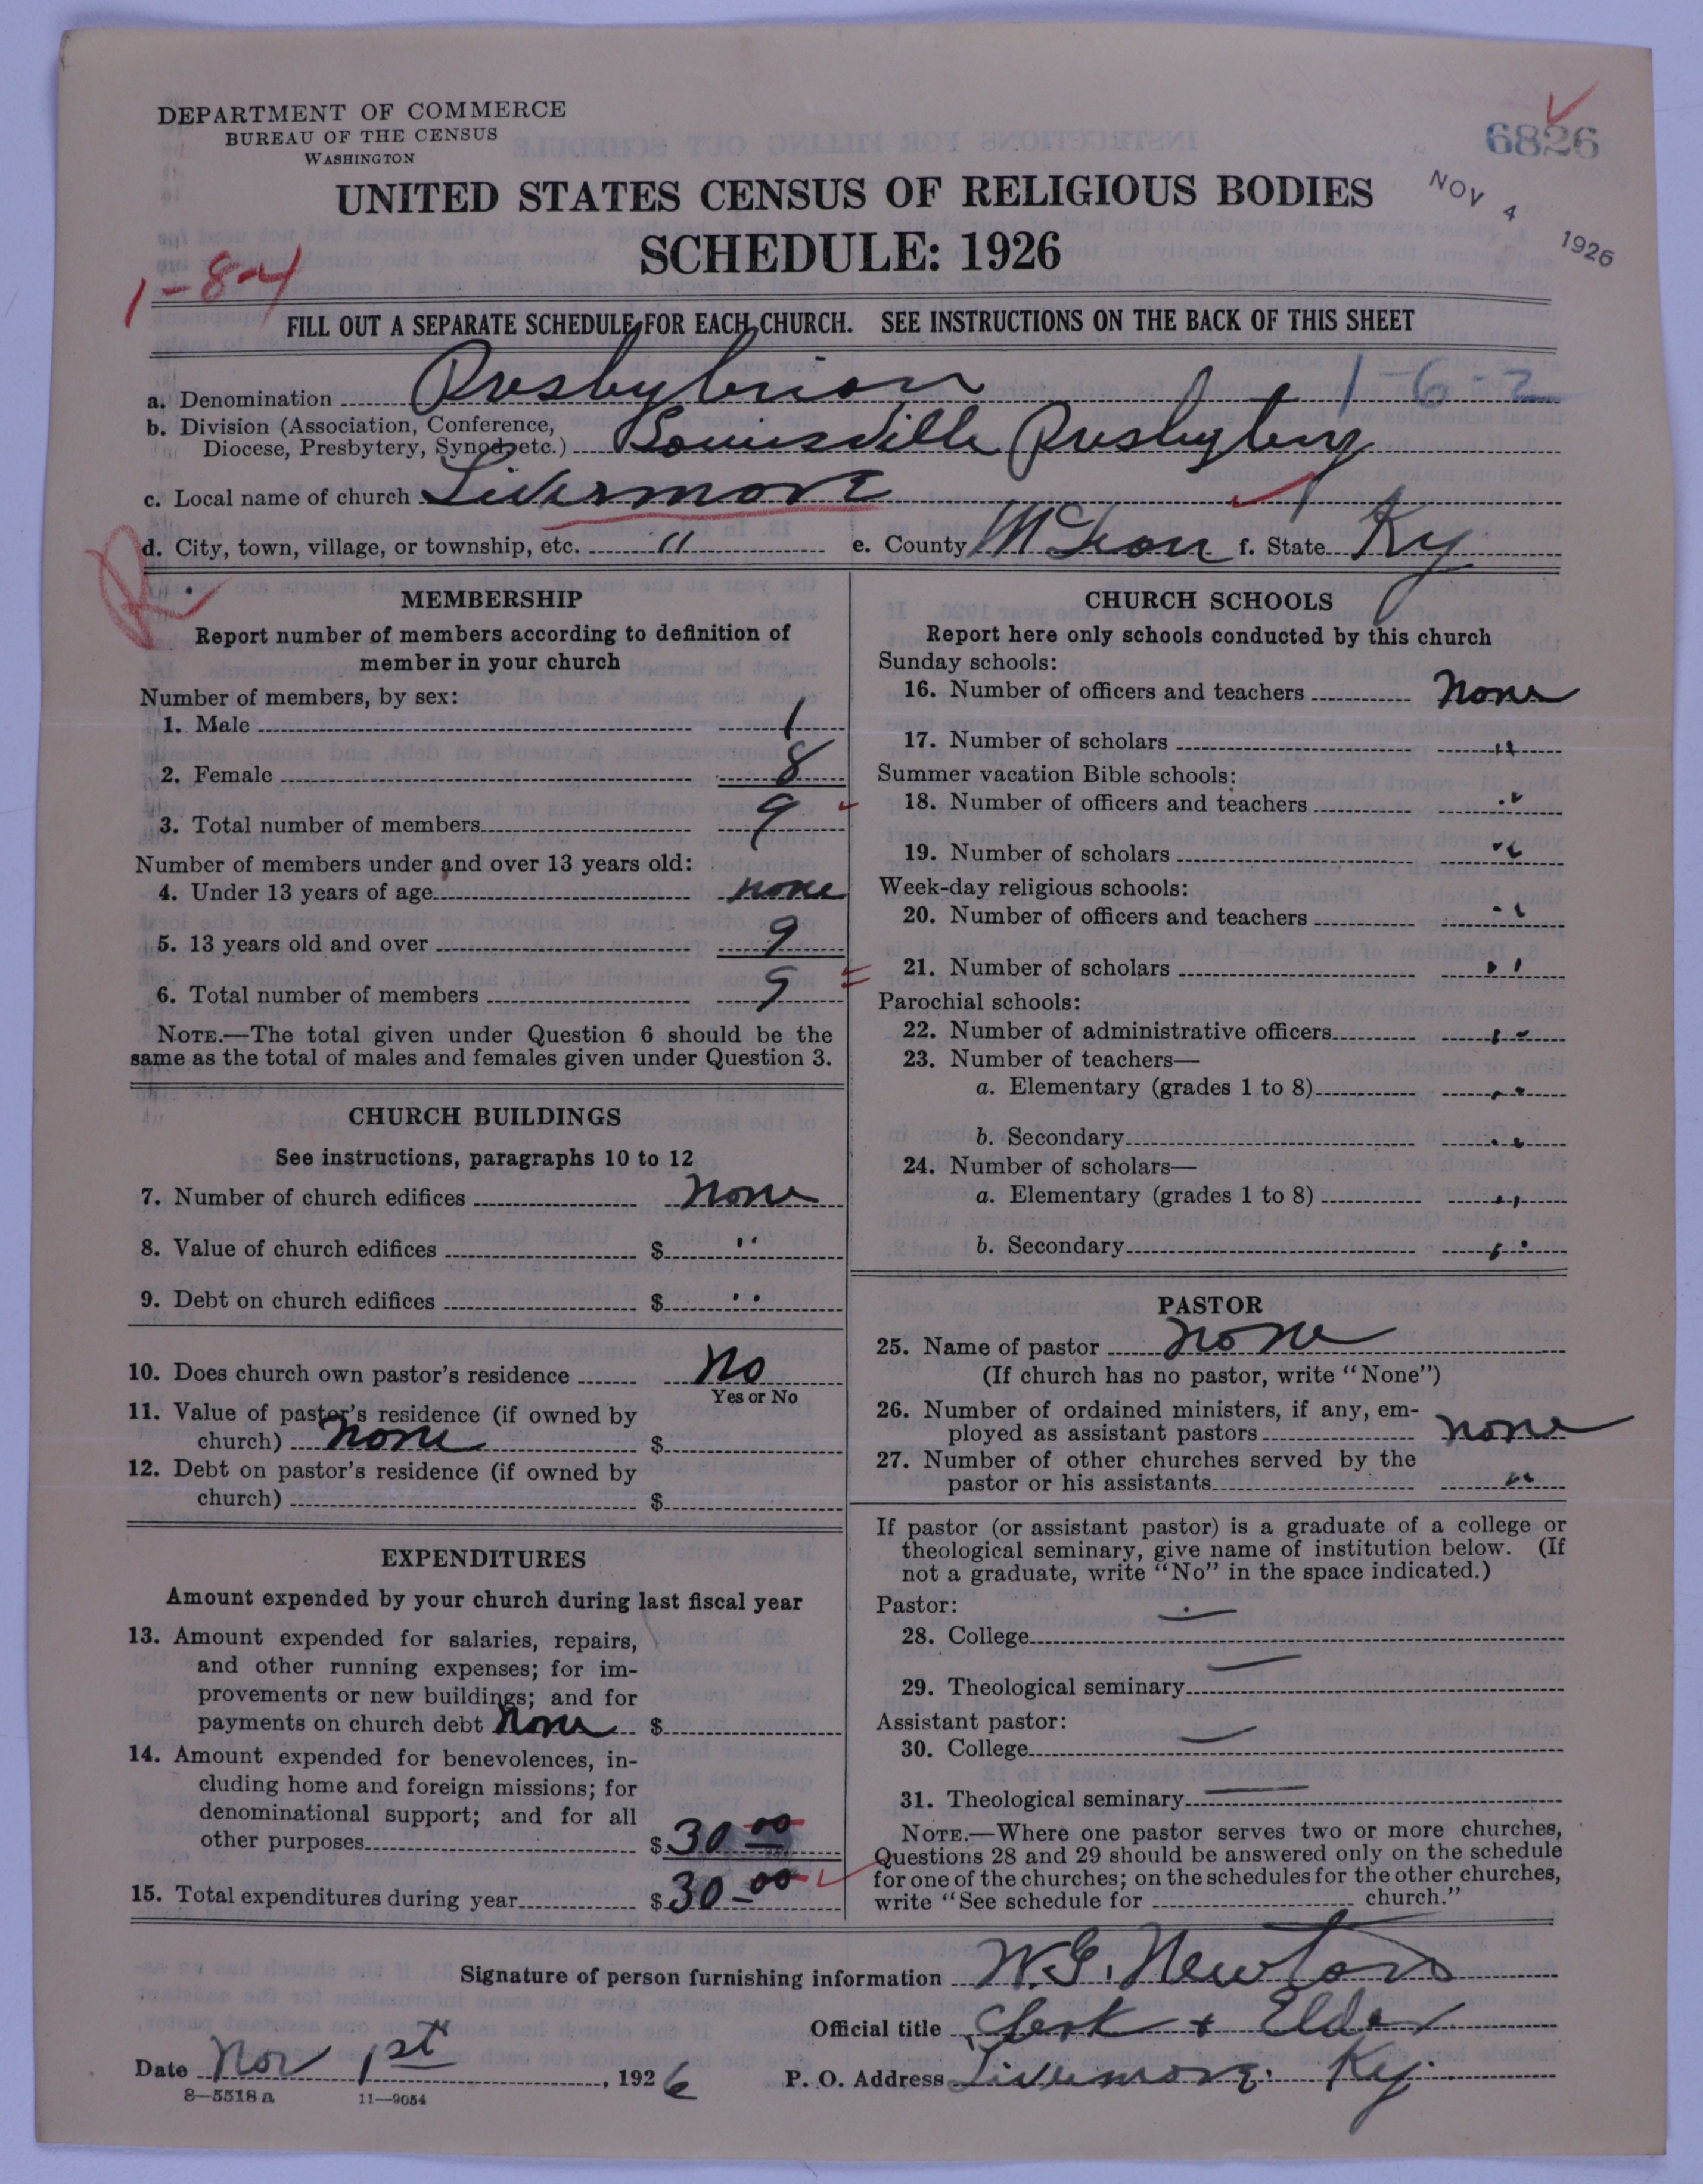 DEPARTMENT OF COMMERCE
BUREAU OF THE CENSUS
WASHINGTON
6826
NOV 4 1926
UNITED STATES CENSUS OF RELIGIOUS BODIES
SCHEDULE: 1926
1-8-4
FILL OUT A SEPARATE SCHEDULE FOR EACH CHURCH. SEE INSTRUCTIONS ON THE BACK OF THIS SHEET
a. Denomination Presbyterian 1-6-2
b. Division (Association, Conference,
Diocese, Presbytery, Synod, etc.) Louisville Presbytery
c. Local name of church Livermore
d. City, town, village, or township, etc. " e. County McLean f. State Ky
R
MEMBERSHIP
Report number of members according to definition of
member in your church
Number of members, by sex:
1. Male 1
2. Female 8
3. Total number of members 9
Number of members under and over 13 years old:
4. Under 13 years of age none
5. 13 years old and over 9
6. Total number of members 9
NOTE.—The total given under Question 6 should be the
same as the total of males and females given under Question 3.
CHURCH BUILDINGS
See instructions, paragraphs 10 to 12
7. Number of church edifices none
8. Value of church edifices $ "
9. Debt on church edifices $ "
10. Does church own pastor's residence No
Yes or No
11. Value of pastor's residence (if owned by
church) none $
12. Debt on pastor's residence (if owned by
church) $
EXPENDITURES
Amount expended by your church during last fiscal year
13. Amount expended for salaries, repairs,
and other running expenses; for im-
provements or new buildings; and for
payments on church debt none $
14. Amount expended for benevolences, in-
cluding home and foreign missions; for
denominational support; and for all
other purposes $ 30 00
15. Total expenditures during year $ 30-00
CHURCH SCHOOLS
Report here only schools conducted by this church
Sunday schools:
16. Number of officers and teachers none
17. Number of scholars "
Summer vacation Bible schools:
18. Number of officers and teachers "
19. Number of scholars "
Week-day religious schools:
20. Number of officers and teachers "
21. Number of scholars "
Parochial schools:
22. Number of administrative officers "
23. Number of teachers—
a. Elementary (grades 1 to 8) "
b. Secondary "
24. Number of scholars—
a. Elementary (grades 1 to 8) "
b. Secondary "
PASTOR
25. Name of pastor none
(If church has no pastor, write "None")
26. Number of ordained ministers, if any, em-
ployed as assistant pastors none
27. Number of other churches served by the
pastor or his assistants "
If pastor (or assistant pastor) is a graduate of a college or
theological seminary, give name of institution below. (If
not a graduate, write "No" in the space indicated.)
Pastor:
28. College —
29. Theological seminary —
Assistant pastor:
30. College —
31. Theological seminary —
NOTE.—Where one pastor serves two or more churches,
Questions 28 and 29 should be answered only on the schedule
for one of the churches; on the schedules for the other churches,
write "See schedule for church."
Signature of person furnishing information W.G. Newton
Official title Clerk + Elder
Date Nov 1st, 1926 P. O. Address Livermore. Ky.
8—5518a 11—9054